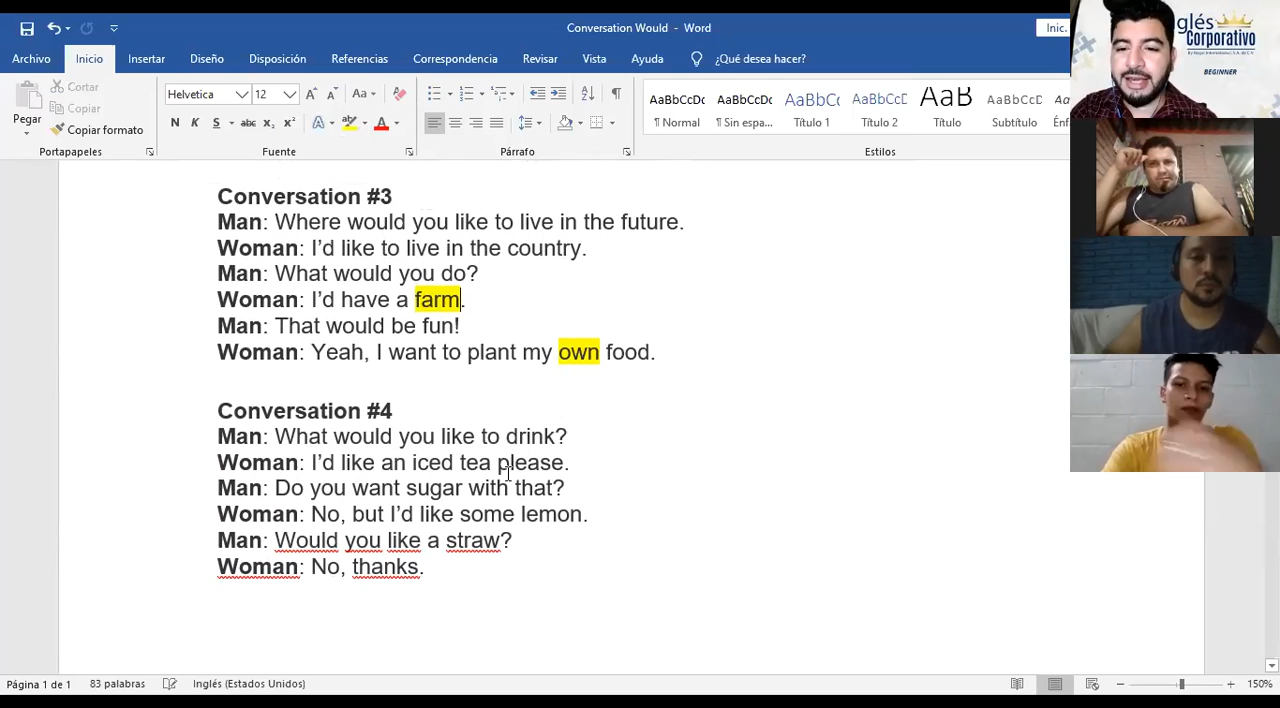 Conversation Would - Word
Inic.
Archivo Inicio Insertar Diseño Disposición Referencias Correspondencia Revisar Vista Ayuda ¿Qué desea hacer?
Pegar
Cortar
Copiar
Copiar formato
Portapapeles
Helvetica 12
Aa
N K S abc x₂ x²
Fuente
Párrafo
AaBbCcDc AaBbCcDc AaBbCc AaBbCcD AaB AaBbCcD
¶ Normal ¶ Sin espa... Título 1 Título 2 Título Subtítulo
Estilos
glés
Corporativo
BEGINNER
Conversation #3
Man: Where would you like to live in the future.
Woman: I’d like to live in the country.
Man: What would you do?
Woman: I’d have a farm.
Man: That would be fun!
Woman: Yeah, I want to plant my own food.
Conversation #4
Man: What would you like to drink?
Woman: I’d like an iced tea please.
Man: Do you want sugar with that?
Woman: No, but I’d like some lemon.
Man: Would you like a straw?
Woman: No, thanks.
Página 1 de 1 83 palabras Inglés (Estados Unidos) 150%